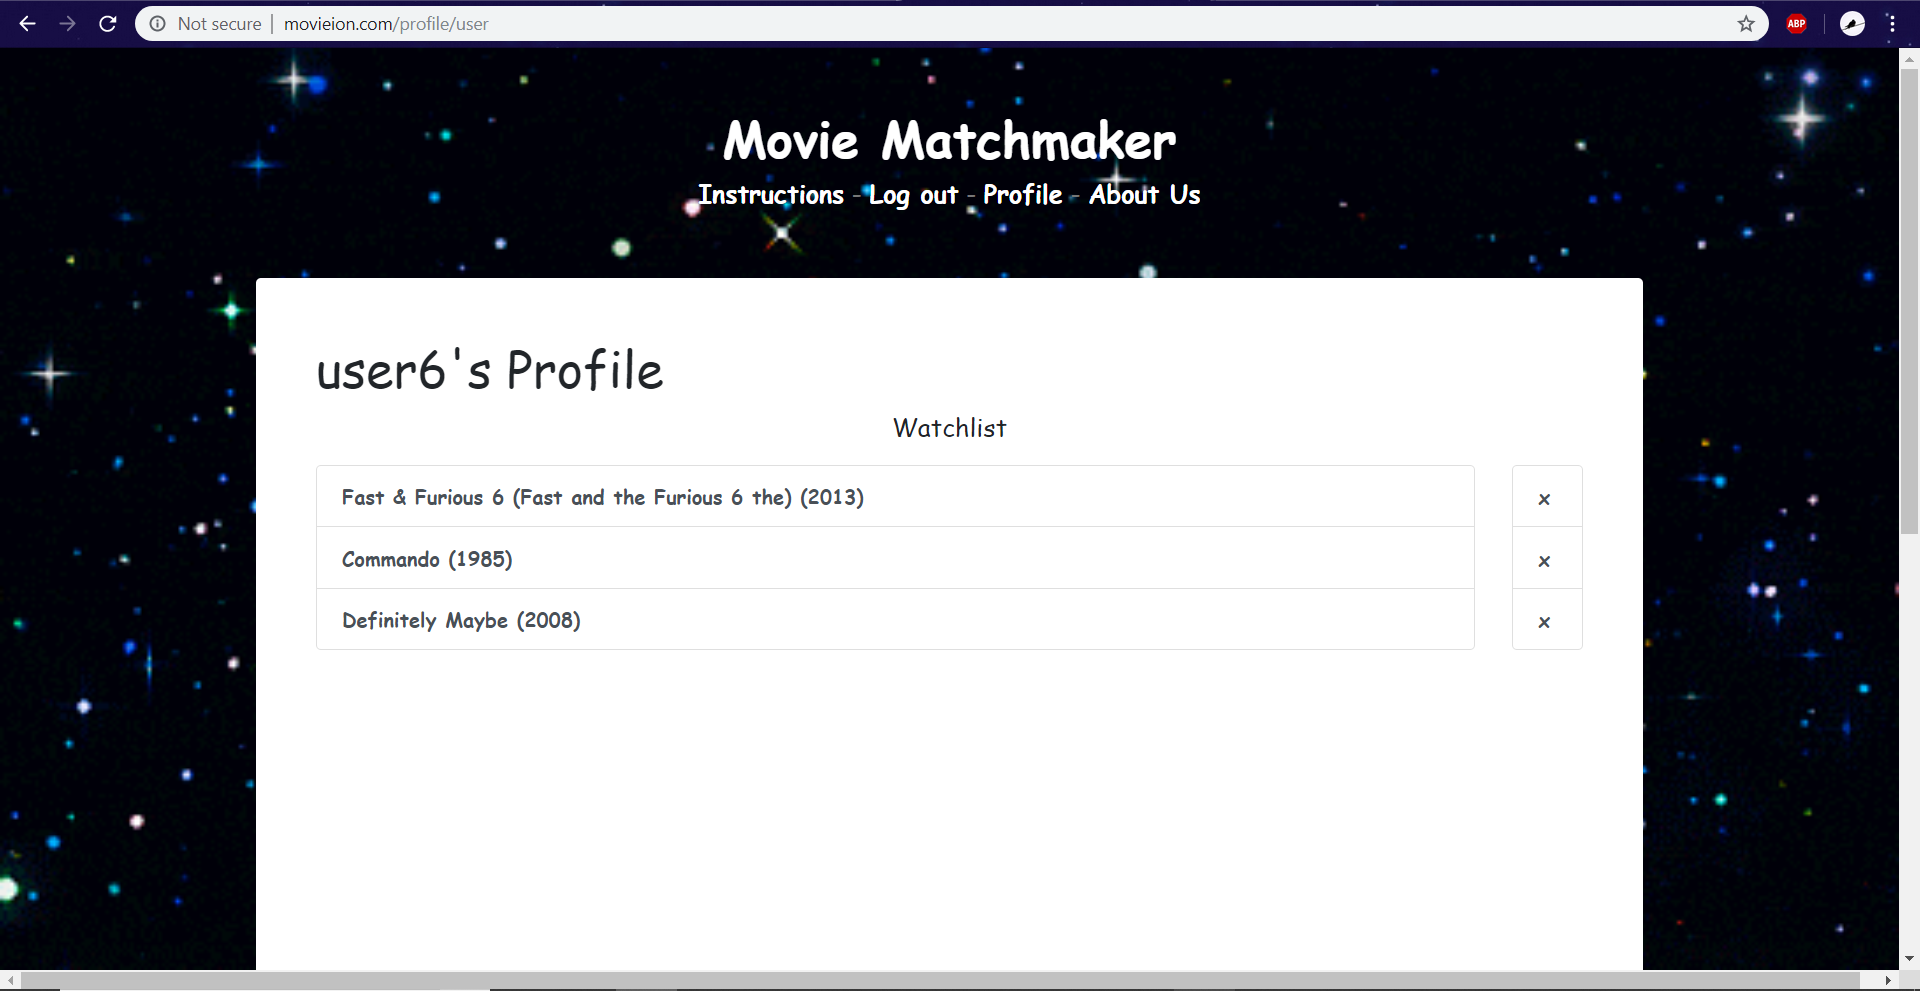 Not secure | movieion.com/profile/user
ABP
Movie Matchmaker
Instructions - Log out - Profile - About Us
user6's Profile
Watchlist
Fast & Furious 6 (Fast and the Furious 6 the) (2013) ×
Commando (1985) ×
Definitely Maybe (2008) ×